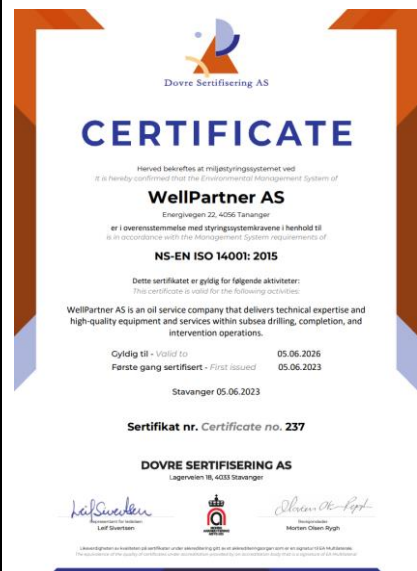 Dovre Sertifisering AS
CERTIFICATE
Herved bekreftes at miljøstyringssystemet ved
It is hereby confirmed that the Environmental Management System of
WellPartner AS
Energivegen 22, 4056 Tananger
er i overensstemmelse med styringssystemkravene i henhold til
is in accordance with the Management System requirements of
NS-EN ISO 14001: 2015
Dette sertifikatet er gyldig for følgende aktiviteter:
This certificate is valid for the following activities:
WellPartner AS is an oil service company that delivers technical expertise and
high-quality equipment and services within subsea drilling, completion, and
intervention operations.
Gyldig til - Valid to 05.06.2026
Første gang sertifisert - First issued 05.06.2023
Stavanger 05.06.2023
Sertifikat nr. Certificate no. 237
DOVRE SERTIFISERING AS
Lagerveien 18, 4033 Stavanger
Leif Sivertsen
Morten Olsen Rygh